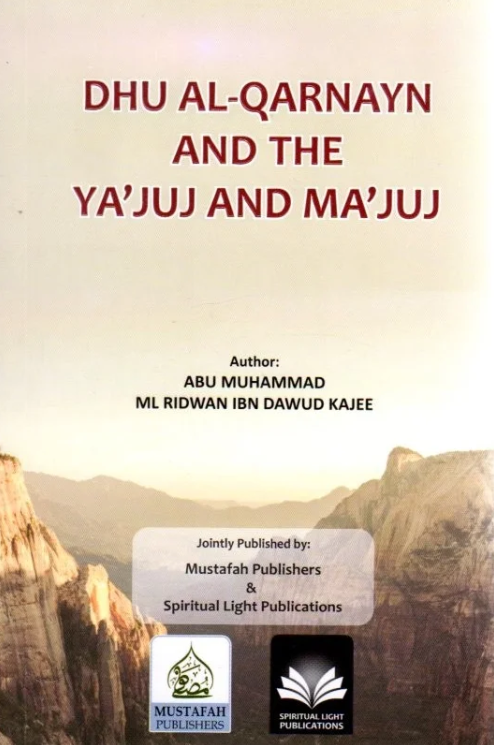 DHU AL-QARNAYN
AND THE
YA'JUJ AND MA'JUJ
Author:
ABU MUHAMMAD
ML RIDWAN IBN DAWUD KAJEE
Jointly Published by:
Mustafah Publishers
&
Spiritual Light Publications
MUSTAFAH
PUBLISHERS
SPIRITUAL LIGHT
PUBLICATIONS